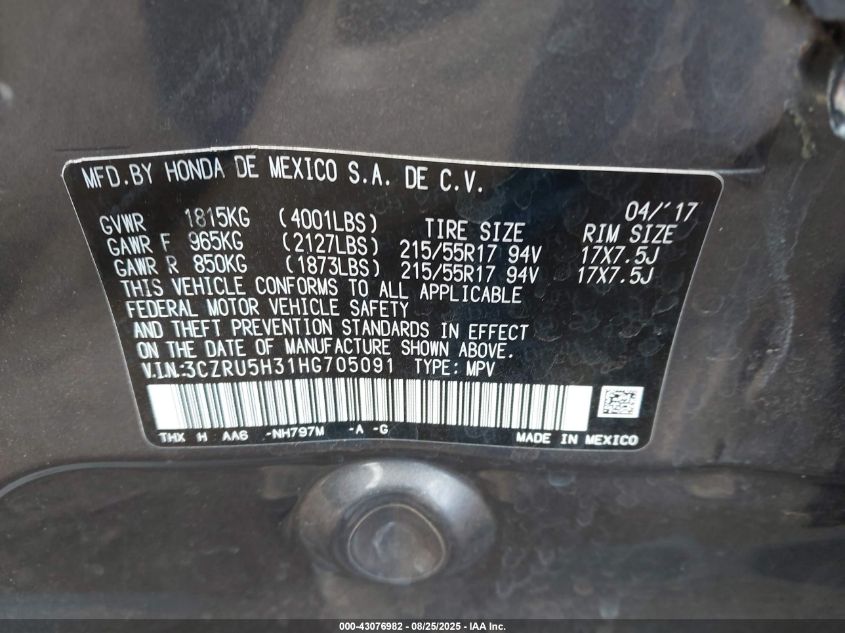 MFD. BY HONDA DE MEXICO S.A. DE C.V.
04/'17
GVWR 1815KG (4001LBS) TIRE SIZE RIM SIZE
GAWR F 965KG (2127LBS) 215/55R17 94V 17X7.5J
GAWR R 850KG (1873LBS) 215/55R17 94V 17X7.5J
THIS VEHICLE CONFORMS TO ALL APPLICABLE
FEDERAL MOTOR VEHICLE SAFETY
AND THEFT PREVENTION STANDARDS IN EFFECT
ON THE DATE OF MANUFACTURE SHOWN ABOVE.
V.I.N.:3CZRU5H31HG705091 TYPE: MPV
THX H AA6 -NH797M -A -G MADE IN MEXICO
000-43076982 - 08/25/2025 - IAA Inc.